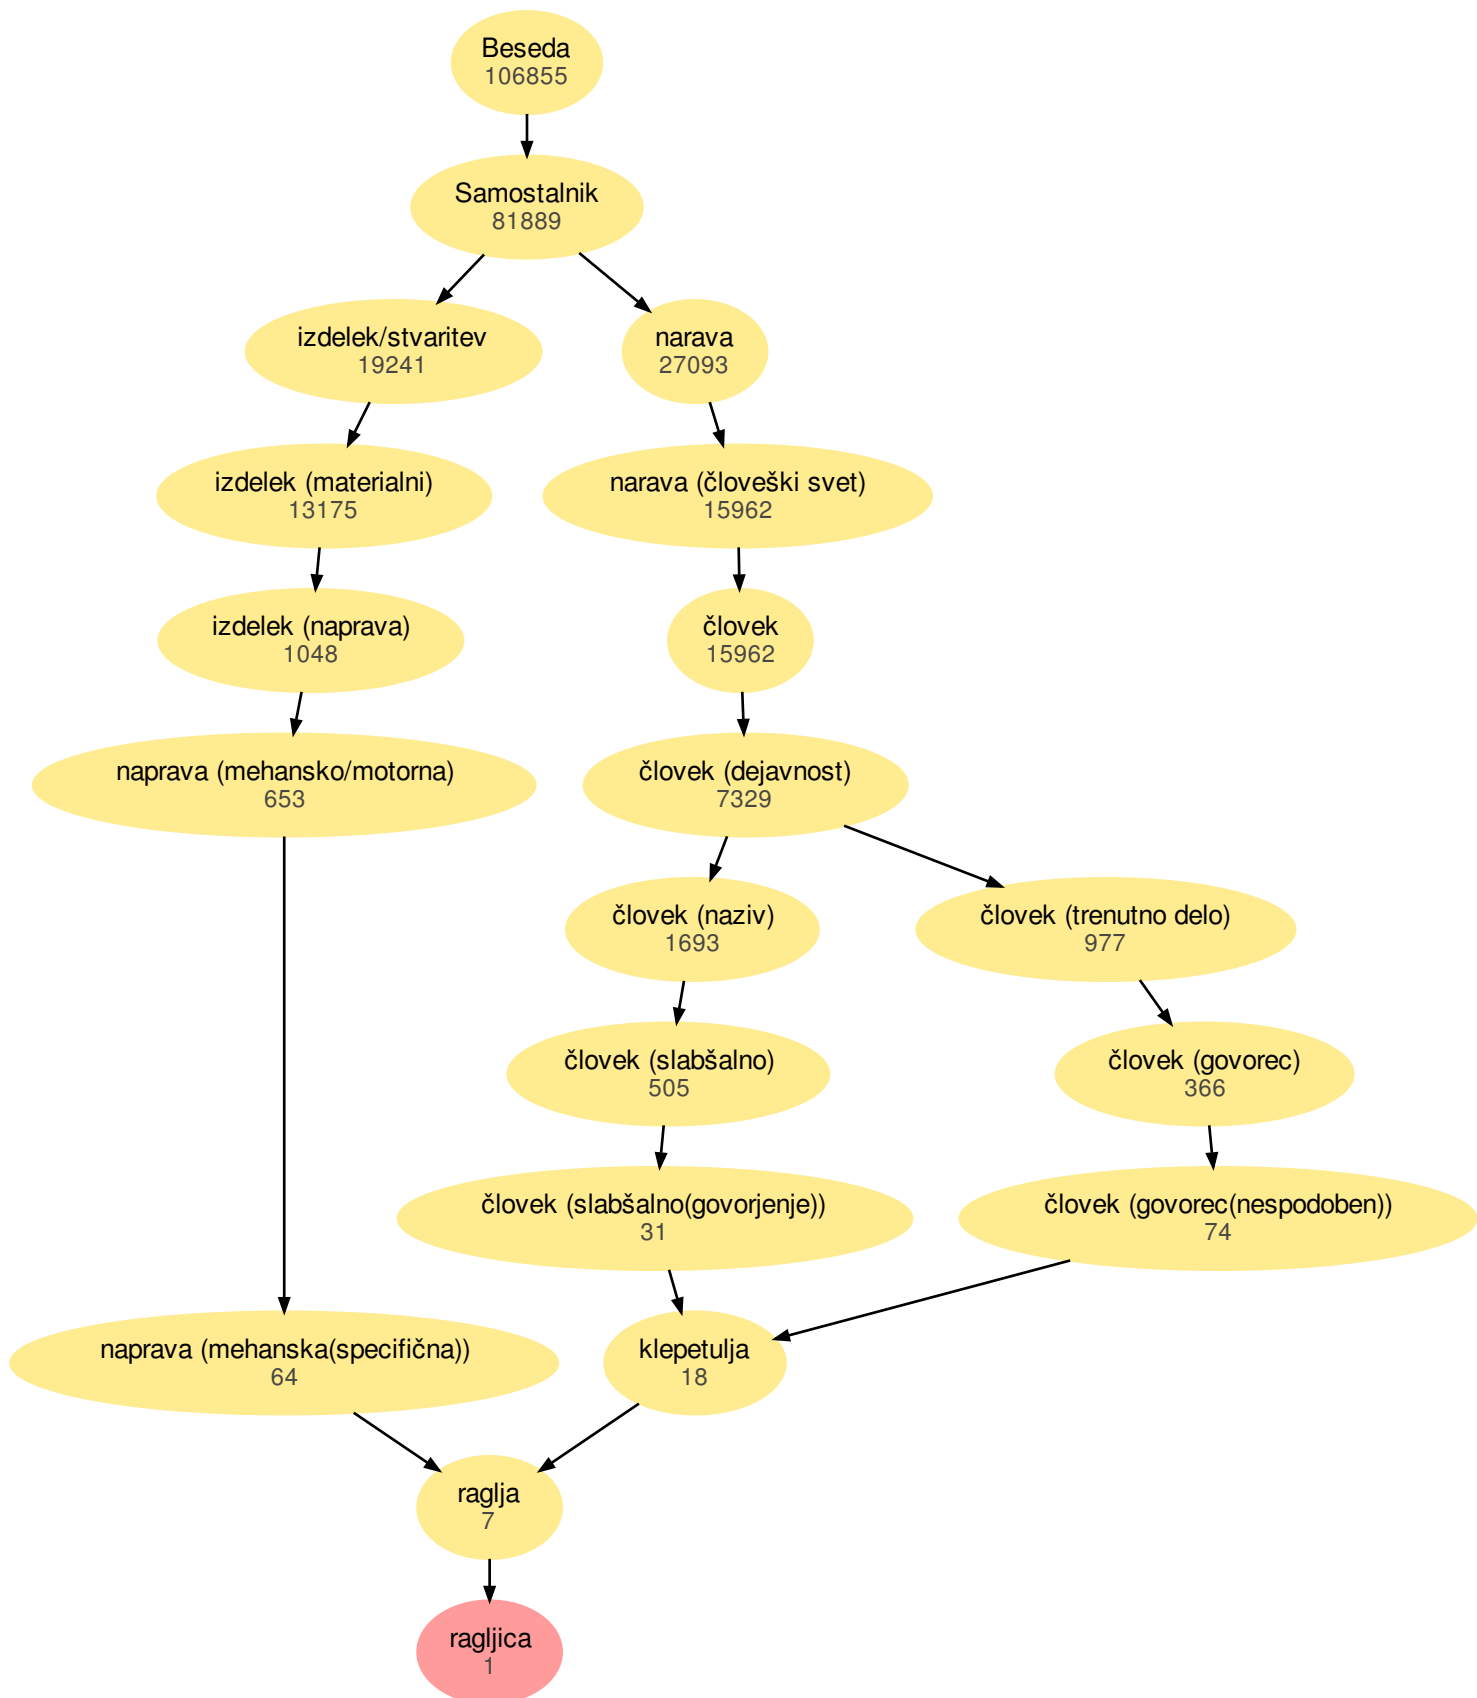 Beseda
106855
Samostalnik
81889
izdelek/stvaritev
19241
narava
27093
izdelek (materialni)
13175
narava (človeški svet)
15962
izdelek (naprava)
1048
človek
15962
naprava (mehansko/motorna)
653
človek (dejavnost)
7329
človek (naziv)
1693
človek (trenutno delo)
977
človek (slabšalno)
505
človek (govorec)
366
človek (slabšalno(govorjenje))
31
človek (govorec(nespodoben))
74
naprava (mehanska(specifična))
64
klepetulja
18
raglja
7
ragljica
1